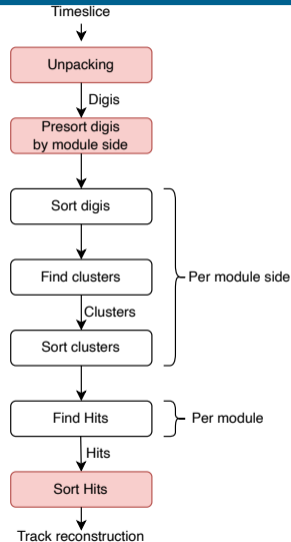 Timeslice
Unpacking
Digis
Presort digis
by module side
Sort digis
Find clusters
Per module side
Clusters
Sort clusters
Find Hits
Per module
Hits
Sort Hits
Track reconstruction